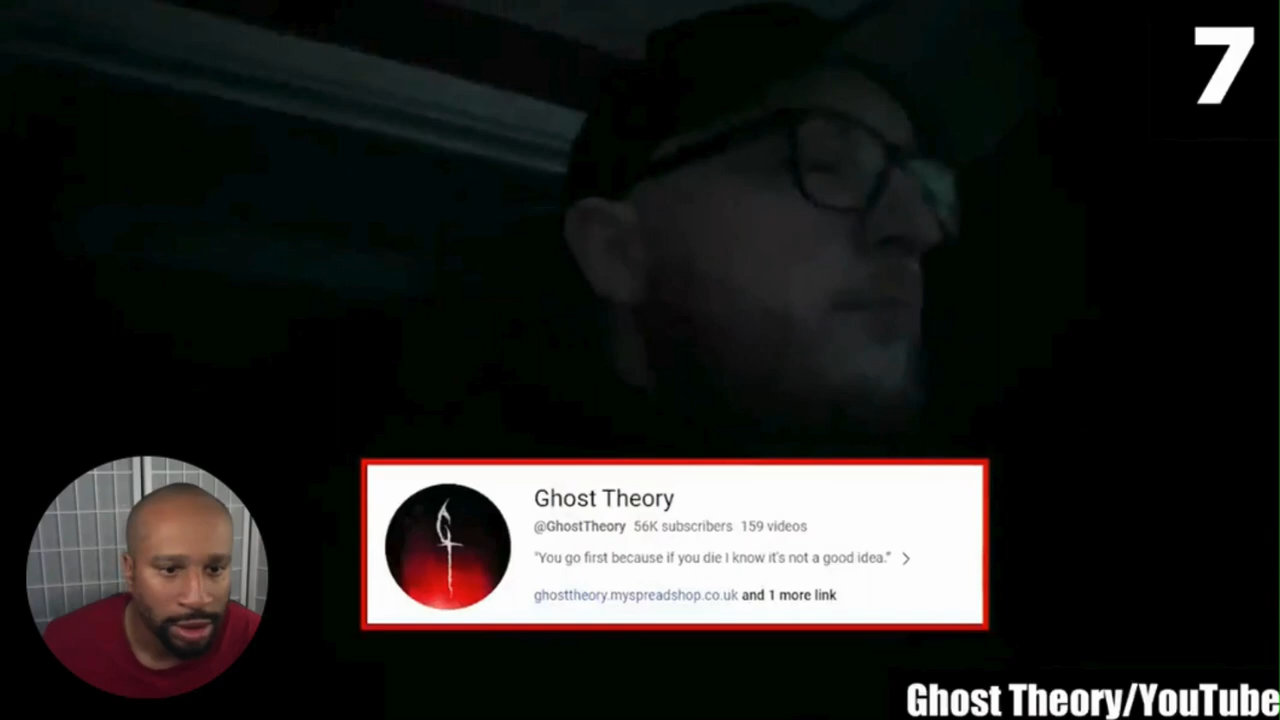 7
Ghost Theory
@GhostTheory 56K subscribers 159 videos
"You go first because if you die I know it's not a good idea."
ghosttheory.myspreadshop.co.uk and 1 more link
Ghost Theory/YouTube